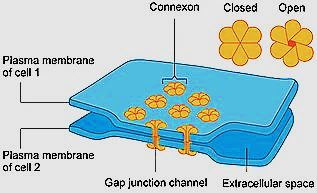 Connexon
Closed
Open
Plasma membrane
of cell 1
Plasma membrane
of cell 2
Gap junction channel
Extracellular space